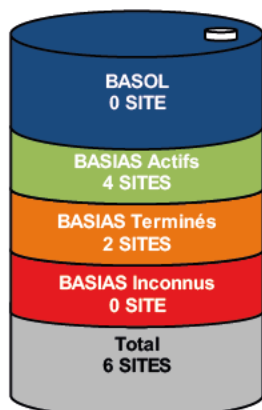 BASOL
0 SITE
BASIAS Actifs
4 SITES
BASIAS Terminés
2 SITES
BASIAS Inconnus
0 SITE
Total
6 SITES